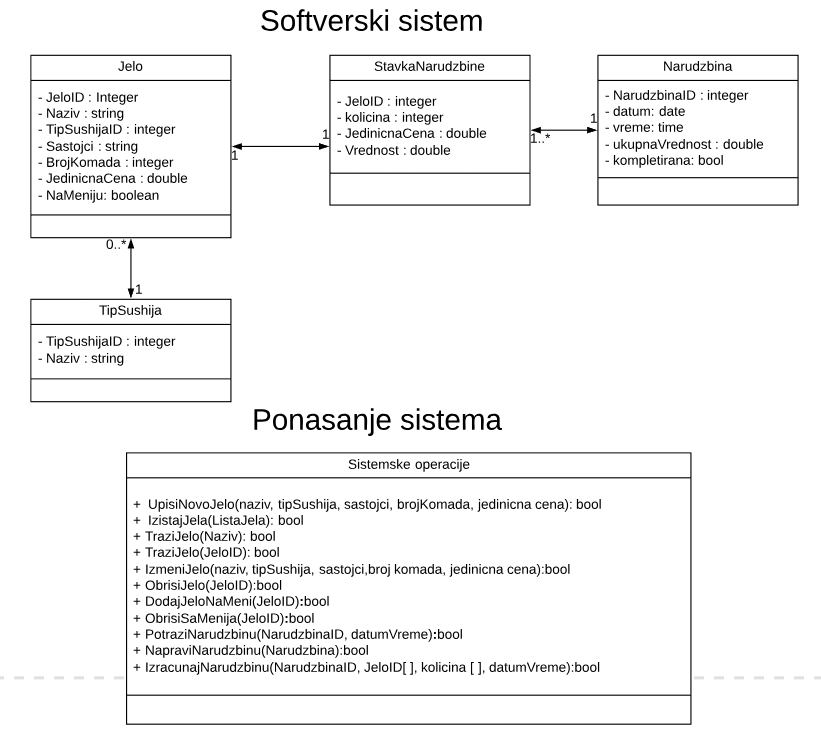 Softverski sistem
Jelo
- JeloID : Integer
- Naziv : string
- TipSushijaID : integer
- Sastojci : string
- BrojKomada : integer
- JedinicnaCena : double
- NaMeniju: boolean
1
1
StavkaNarudzbine
- JeloID : integer
- kolicina : integer
- JedinicnaCena : double
- Vrednost : double
1..*
1
Narudzbina
- NarudzbinaID : integer
- datum: date
- vreme: time
- ukupnaVrednost : double
- kompletirana: bool
0..*
1
TipSushija
- TipSushijaID : integer
- Naziv : string
Ponasanje sistema
Sistemske operacije
+ UpisiNovoJelo(naziv, tipSushija, sastojci, brojKomada, jedinicna cena): bool
+ IzistajJela(ListaJela): bool
+ TraziJelo(Naziv): bool
+ TraziJelo(JeloID): bool
+ IzmeniJelo(naziv, tipSushija, sastojci,broj komada, jedinicna cena):bool
+ ObrisiJelo(JeloID):bool
+ DodajJeloNaMeni(JeloID):bool
+ ObrisiSaMenija(JeloID):bool
+ PotraziNarudzbinu(NarudzbinaID, datumVreme):bool
+ NapraviNarudzbinu(Narudzbina):bool
+ IzracunajNarudzbinu(NarudzbinaID, JeloID[ ], kolicina [ ], datumVreme):bool